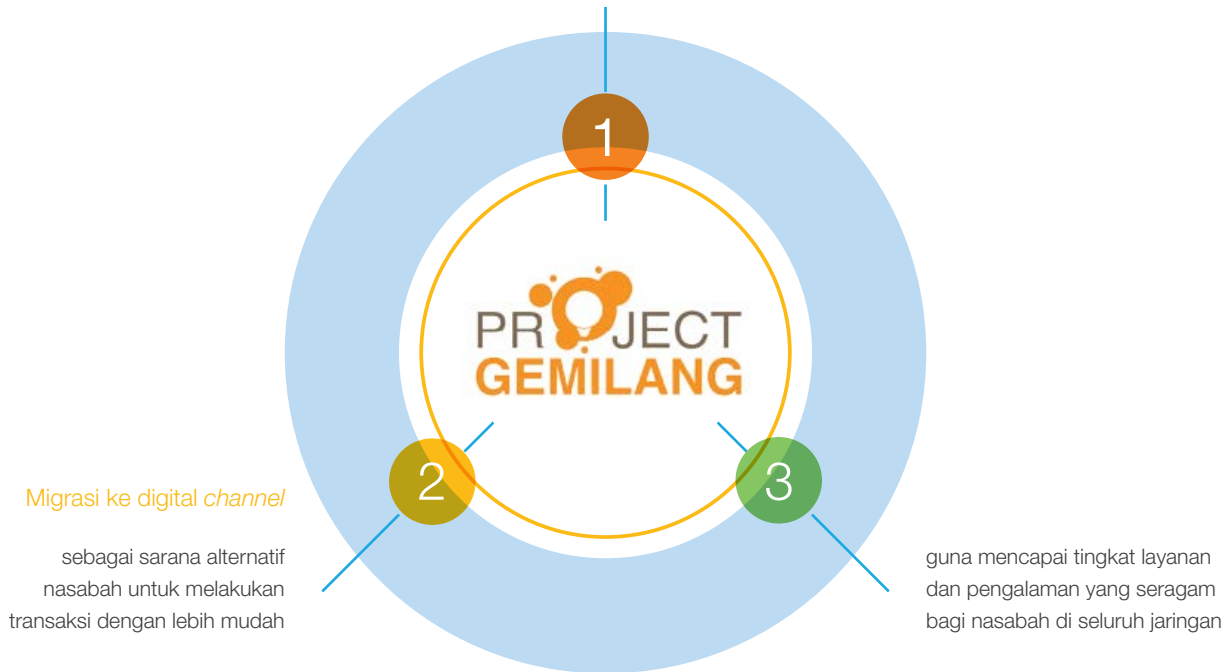 1
PROJECT
GEMILANG
2
3
Migrasi ke digital channel
sebagai sarana alternatif
nasabah untuk melakukan
transaksi dengan lebih mudah
guna mencapai tingkat layanan
dan pengalaman yang seragam
bagi nasabah di seluruh jaringan